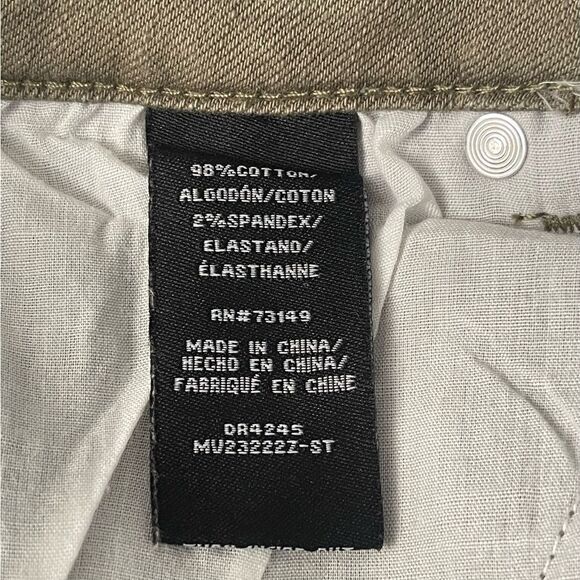 98%COTTON/
ALGODÓN/COTON
2%SPANDEX/
ELASTANO/
ÉLASTHANNE
RN#73149
MADE IN CHINA/
HECHO EN CHINA/
FABRIQUÉ EN CHINE
DR4245
MV23222Z-ST